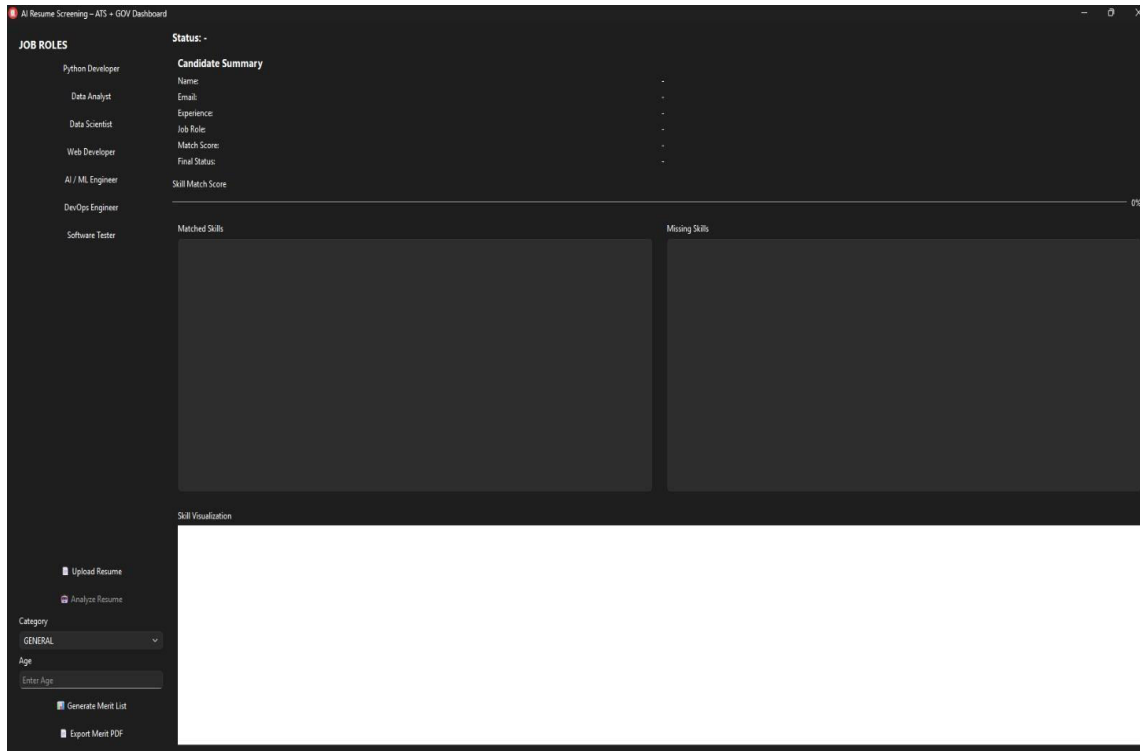 AI Resume Screening – ATS + GOV Dashboard
JOB ROLES
Python Developer
Data Analyst
Data Scientist
Web Developer
AI / ML Engineer
DevOps Engineer
Software Tester
Upload Resume
Analyze Resume
Category
GENERAL
Age
Enter Age
Generate Merit List
Export Merit PDF
Status: -
Candidate Summary
Name: -
Email: -
Experience: -
Job Role: -
Match Score: -
Final Status: -
Skill Match Score
0%
Matched Skills
Missing Skills
Skill Visualization